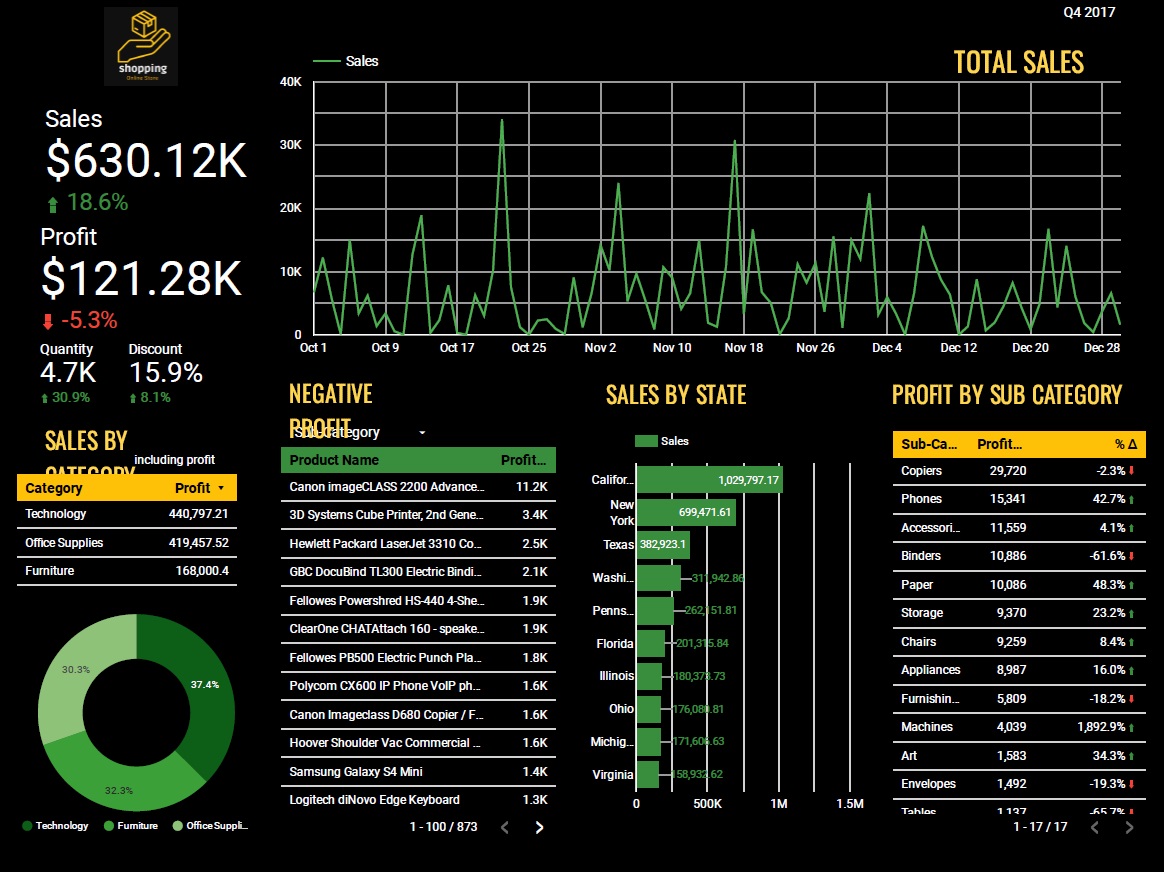 shopping
Online Store
Q4 2017
Sales
$630.12K
18.6%
Profit
$121.28K
-5.3%
Quantity Discount
4.7K 15.9%
30.9% 8.1%
Sales
TOTAL SALES
40K
30K
20K
10K
0
Oct 1 Oct 9 Oct 17 Oct 25 Nov 2 Nov 10 Nov 18 Nov 26 Dec 4 Dec 12 Dec 20 Dec 28
SALES BY
CATEGORY
including profit
Category Profit
Technology 440,797.21
Office Supplies 419,457.52
Furniture 168,000.4
30.3%
37.4%
32.3%
Technology Furniture Office Suppli...
NEGATIVE
PROFIT
Sub-Category
Product Name Profit...
Canon imageCLASS 2200 Advance... 11.2K
3D Systems Cube Printer, 2nd Gene... 3.4K
Hewlett Packard LaserJet 3310 Co... 2.5K
GBC DocuBind TL300 Electric Bindi... 2.1K
Fellowes Powershred HS-440 4-She... 1.9K
ClearOne CHATAttach 160 - speake... 1.9K
Fellowes PB500 Electric Punch Pla... 1.8K
Polycom CX600 IP Phone VoIP ph... 1.6K
Canon Imageclass D680 Copier / F... 1.6K
Hoover Shoulder Vac Commercial ... 1.6K
Samsung Galaxy S4 Mini 1.4K
Logitech diNovo Edge Keyboard 1.3K
1 - 100 / 873
SALES BY STATE
Sales
Califor... 1,029,797.17
New
York 699,471.61
Texas 382,923.1
Washi... 311,942.86
Penns... 262,151.81
Florida 201,315.84
Illinois 180,373.73
Ohio 176,080.81
Michig... 171,606.63
Virginia 158,932.62
0 500K 1M 1.5M
PROFIT BY SUB CATEGORY
Sub-Ca... Profit... % Δ
Copiers 29,720 -2.3%
Phones 15,341 42.7%
Accessori... 11,559 4.1%
Binders 10,886 -61.6%
Paper 10,086 48.3%
Storage 9,370 23.2%
Chairs 9,259 8.4%
Appliances 8,987 16.0%
Furnishin... 5,809 -18.2%
Machines 4,039 1,892.9%
Art 1,583 34.3%
Envelopes 1,492 -19.3%
Tables 1,137 -65.7%
1 - 17 / 17